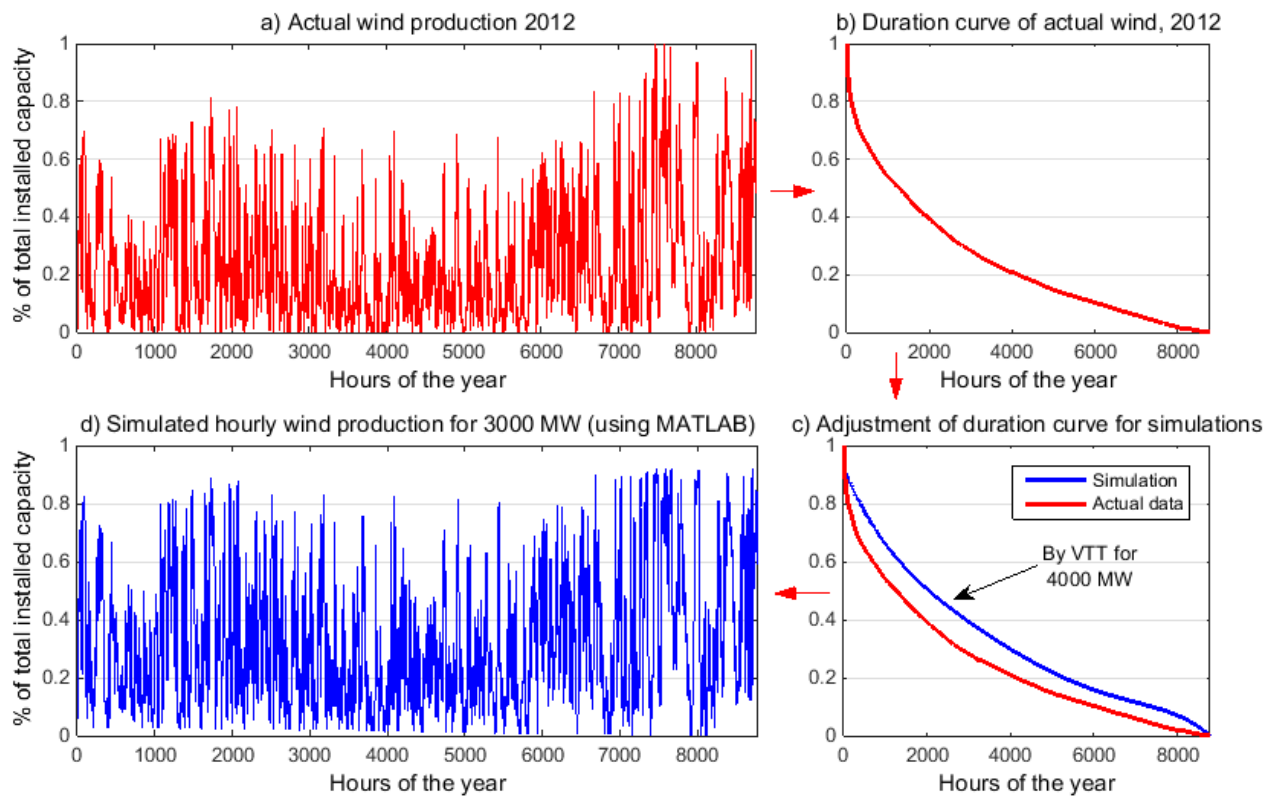 a) Actual wind production 2012
% of total installed capacity
1
0.8
0.6
0.4
0.2
0
0 1000 2000 3000 4000 5000 6000 7000 8000
Hours of the year
b) Duration curve of actual wind, 2012
1
0.8
0.6
0.4
0.2
0
0 2000 4000 6000 8000
Hours of the year
d) Simulated hourly wind production for 3000 MW (using MATLAB)
% of total installed capacity
1
0.8
0.6
0.4
0.2
0
0 1000 2000 3000 4000 5000 6000 7000 8000
Hours of the year
c) Adjustment of duration curve for simulations
1
0.8
0.6
0.4
0.2
0
Simulation
Actual data
By VTT for
4000 MW
0 2000 4000 6000 8000
Hours of the year